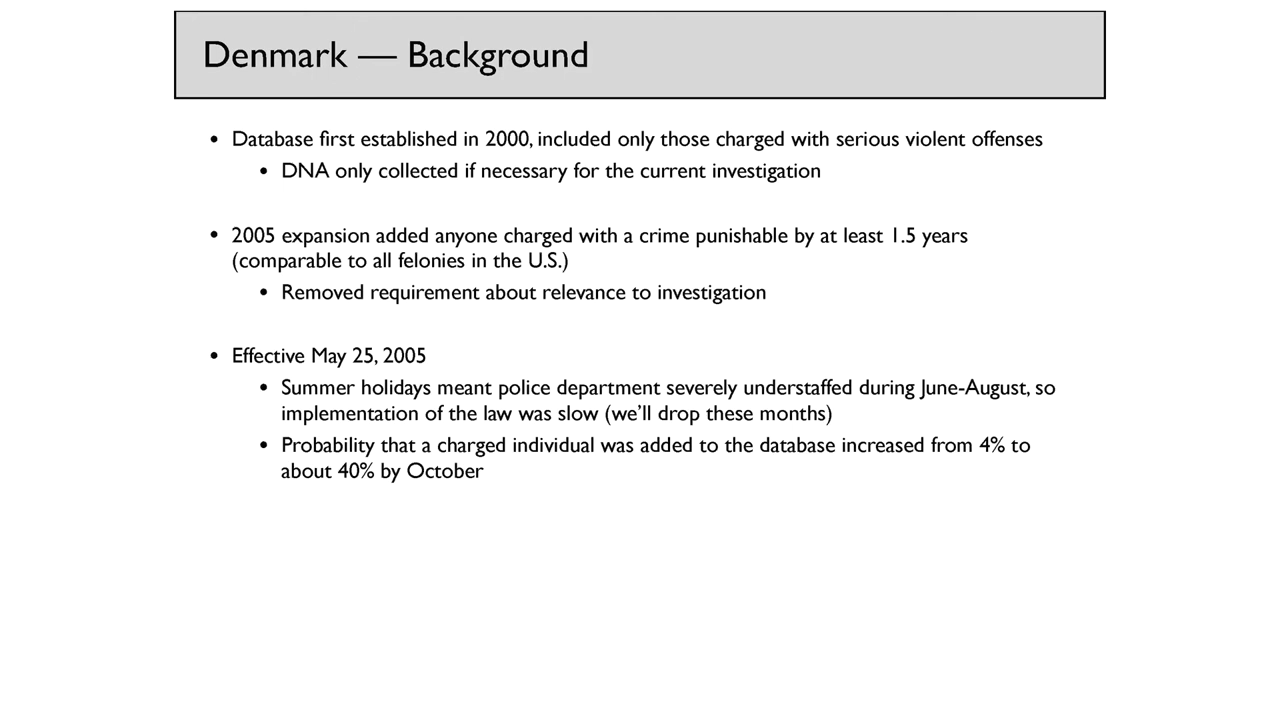 Denmark — Background
• Database first established in 2000, included only those charged with serious violent offenses
• DNA only collected if necessary for the current investigation
• 2005 expansion added anyone charged with a crime punishable by at least 1.5 years
(comparable to all felonies in the U.S.)
• Removed requirement about relevance to investigation
• Effective May 25, 2005
• Summer holidays meant police department severely understaffed during June-August, so
implementation of the law was slow (we’ll drop these months)
• Probability that a charged individual was added to the database increased from 4% to
about 40% by October